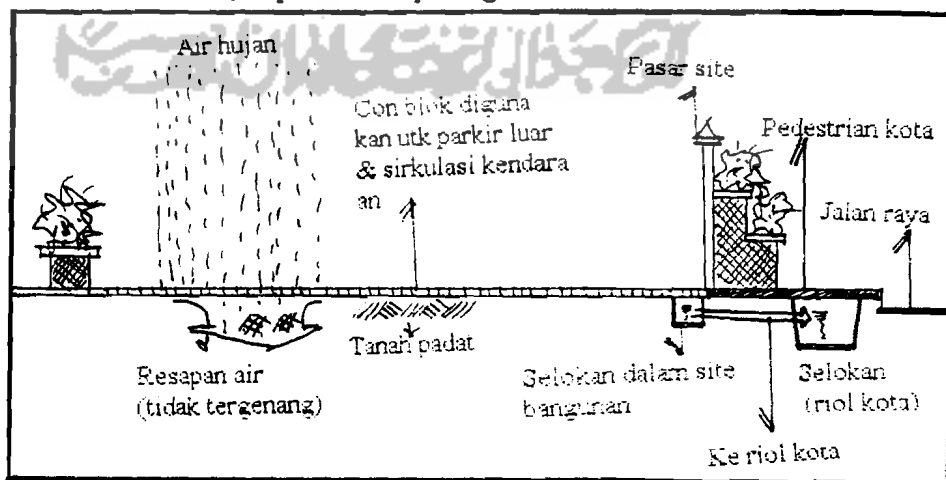 Air hujan
Con blok diguna
kan utk parkir luar
& sirkulasi kendara
an
Pasar site
Pedestrian kota
Jalan raya
Resapan air
(tidak tergenang)
Tanah padat
Selokan dalam site
bangunan
Selokan
(riol kota)
Ke riol kota